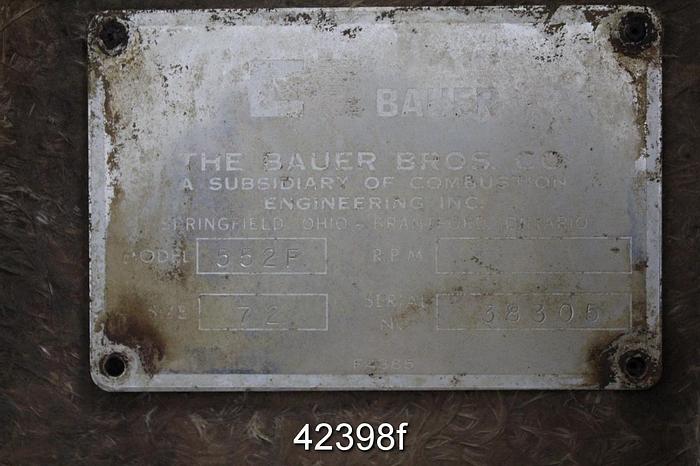 BAUER
THE BAUER BROS. CO.
A SUBSIDIARY OF COMBUSTION
ENGINEERING INC.
SPRINGFIELD, OHIO - BRANTFORD, ONTARIO
MODEL 552F R.P.M.
SIZE 72 SERIAL NO. 38305
42398f